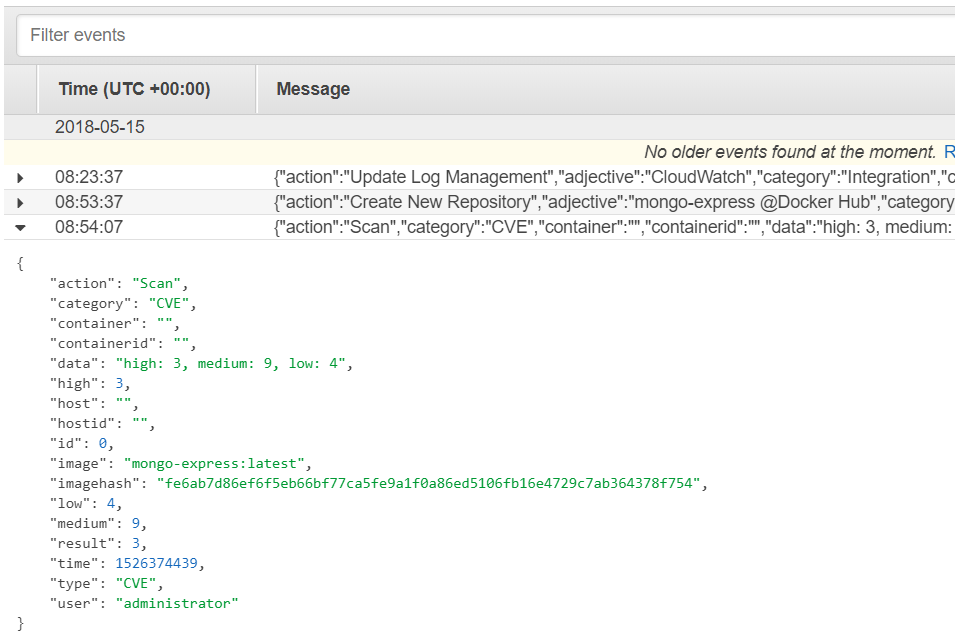 Filter events
Time (UTC +00:00) Message
2018-05-15
No older events found at the moment. R
08:23:37 {"action":"Update Log Management","adjective":"CloudWatch","category":"Integration","c
08:53:37 {"action":"Create New Repository","adjective":"mongo-express @Docker Hub","category
08:54:07 {"action":"Scan","category":"CVE","container":"","containerid":"","data":"high: 3, medium:
{
"action": "Scan",
"category": "CVE",
"container": "",
"containerid": "",
"data": "high: 3, medium: 9, low: 4",
"high": 3,
"host": "",
"hostid": "",
"id": 0,
"image": "mongo-express:latest",
"imagehash": "fe6ab7d86ef6f5eb66bf77ca5fe9a1f0a86ed5106fb16e4729c7ab364378f754",
"low": 4,
"medium": 9,
"result": 3,
"time": 1526374439,
"type": "CVE",
"user": "administrator"
}